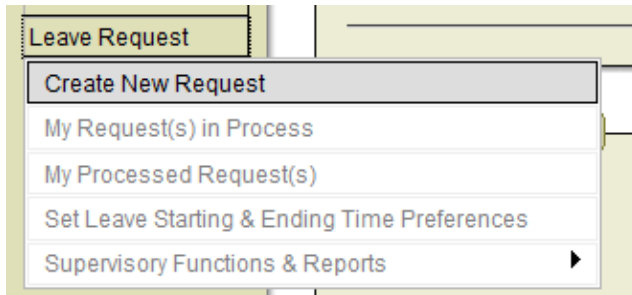 Leave Request
Create New Request
My Request(s) in Process
My Processed Request(s)
Set Leave Starting & Ending Time Preferences
Supervisory Functions & Reports